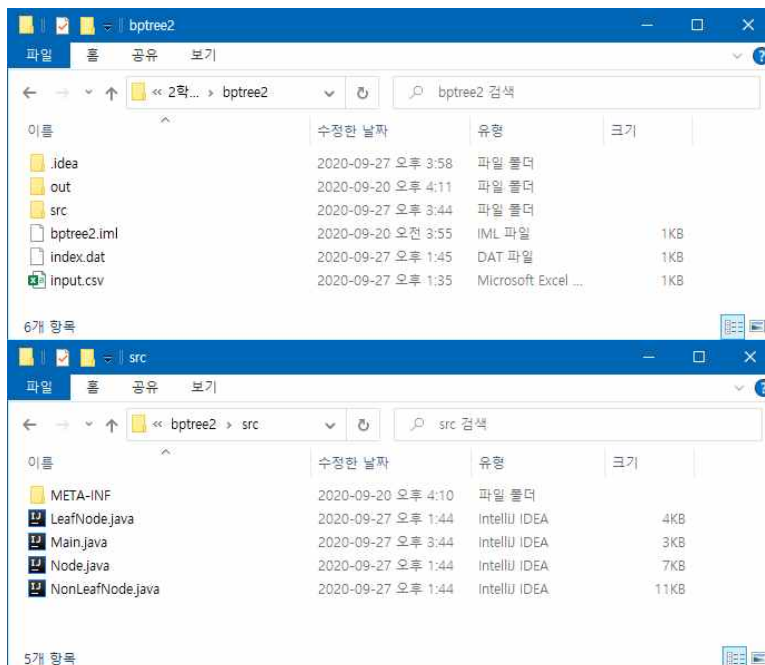 bptree2
파일 홈 공유 보기
« 2학... › bptree2 bptree2 검색
이름 수정한 날짜 유형 크기
.idea 2020-09-27 오후 3:58 파일 폴더
out 2020-09-20 오후 4:11 파일 폴더
src 2020-09-27 오후 3:44 파일 폴더
bptree2.iml 2020-09-20 오전 3:55 IML 파일 1KB
index.dat 2020-09-27 오후 1:45 DAT 파일 1KB
input.csv 2020-09-27 오후 1:35 Microsoft Excel ... 1KB
6개 항목
src
파일 홈 공유 보기
« bptree2 › src src 검색
이름 수정한 날짜 유형 크기
META-INF 2020-09-20 오후 4:10 파일 폴더
LeafNode.java 2020-09-27 오후 1:44 IntelliJ IDEA 4KB
Main.java 2020-09-27 오후 3:44 IntelliJ IDEA 3KB
Node.java 2020-09-27 오후 1:44 IntelliJ IDEA 7KB
NonLeafNode.java 2020-09-27 오후 1:44 IntelliJ IDEA 11KB
5개 항목